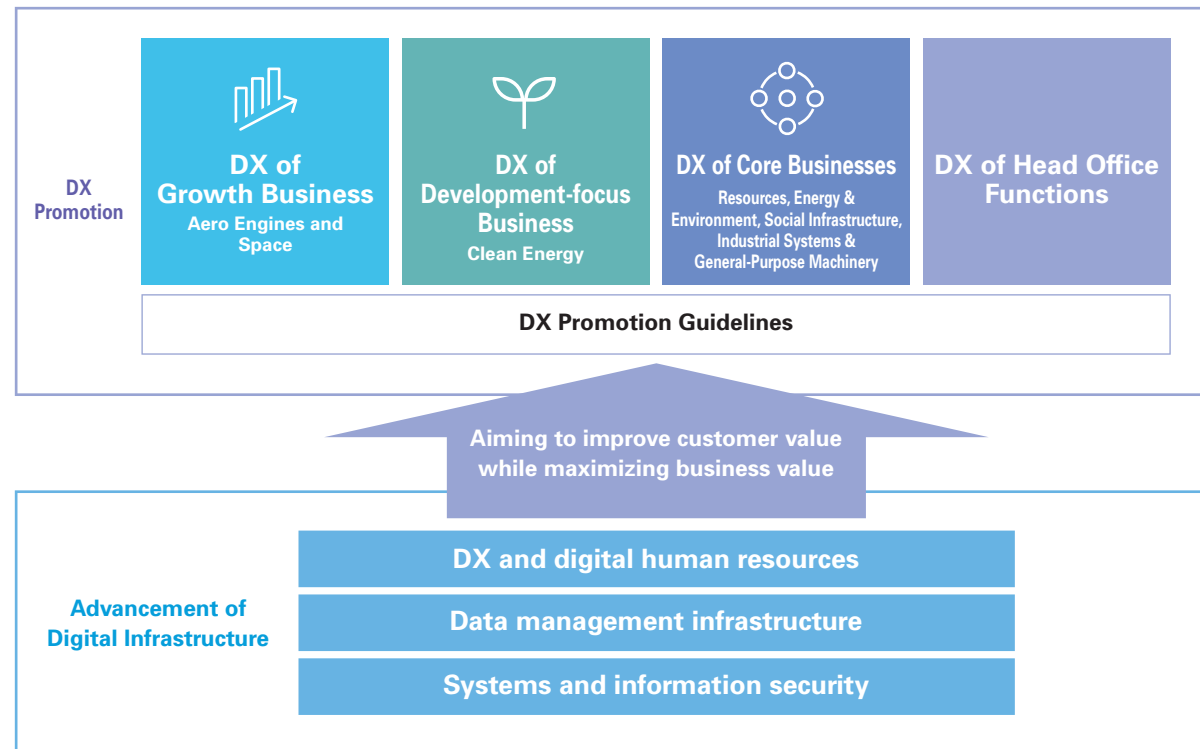 DX
Promotion
DX of
Growth Business
Aero Engines and
Space
DX of
Development-focus
Business
Clean Energy
DX of Core Businesses
Resources, Energy &
Environment, Social Infrastructure,
Industrial Systems &
General-Purpose Machinery
DX of Head Office
Functions
DX Promotion Guidelines
Aiming to improve customer value
while maximizing business value
Advancement of
Digital Infrastructure
DX and digital human resources
Data management infrastructure
Systems and information security